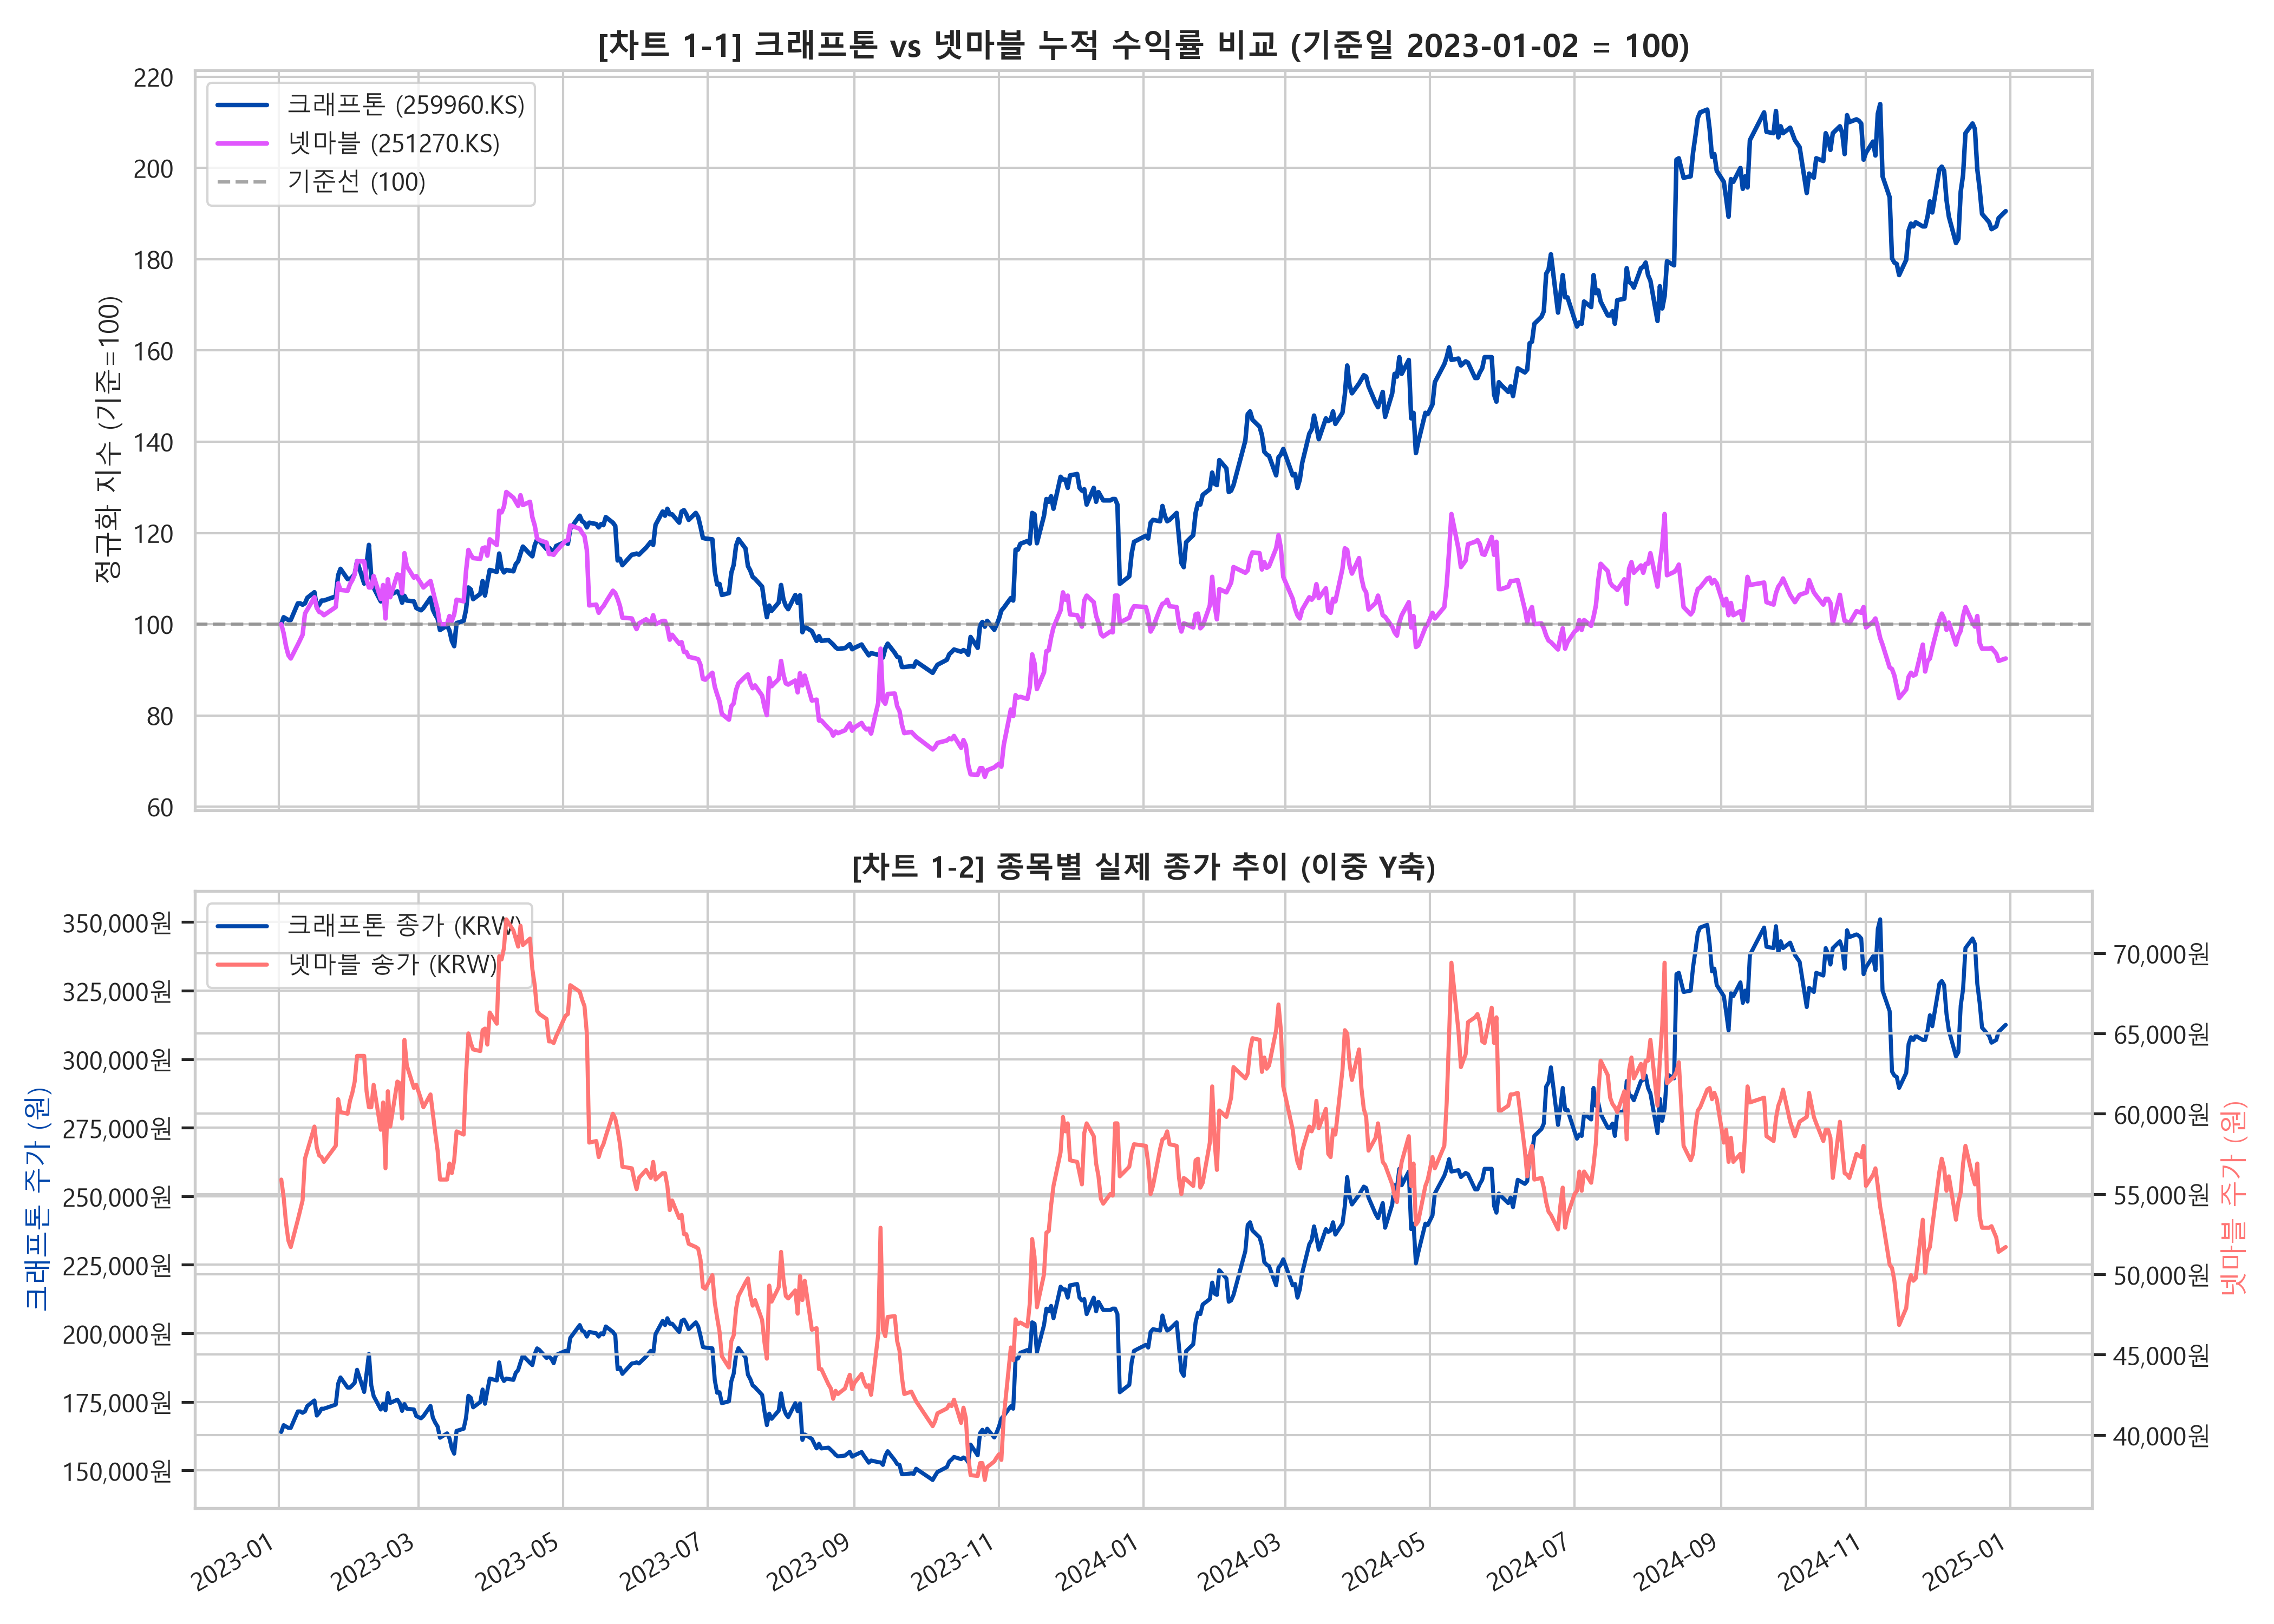 [차트 1-1] 크래프톤 vs 넷마블 누적 수익률 비교 (기준일 2023-01-02 = 100)
크래프톤 (259960.KS)
넷마블 (251270.KS)
기준선 (100)
정규화 지수 (기준=100)
220
200
180
160
140
120
100
80
60
[차트 1-2] 종목별 실제 종가 추이 (이중 Y축)
크래프톤 종가 (KRW)
넷마블 종가 (KRW)
크래프톤 주가 (원)
350,000원
325,000원
300,000원
275,000원
250,000원
225,000원
200,000원
175,000원
150,000원
70,000원
65,000원
60,000원
55,000원
50,000원
45,000원
40,000원
넷마블 주가 (원)
2023-01
2023-03
2023-05
2023-07
2023-09
2023-11
2024-01
2024-03
2024-05
2024-07
2024-09
2024-11
2025-01